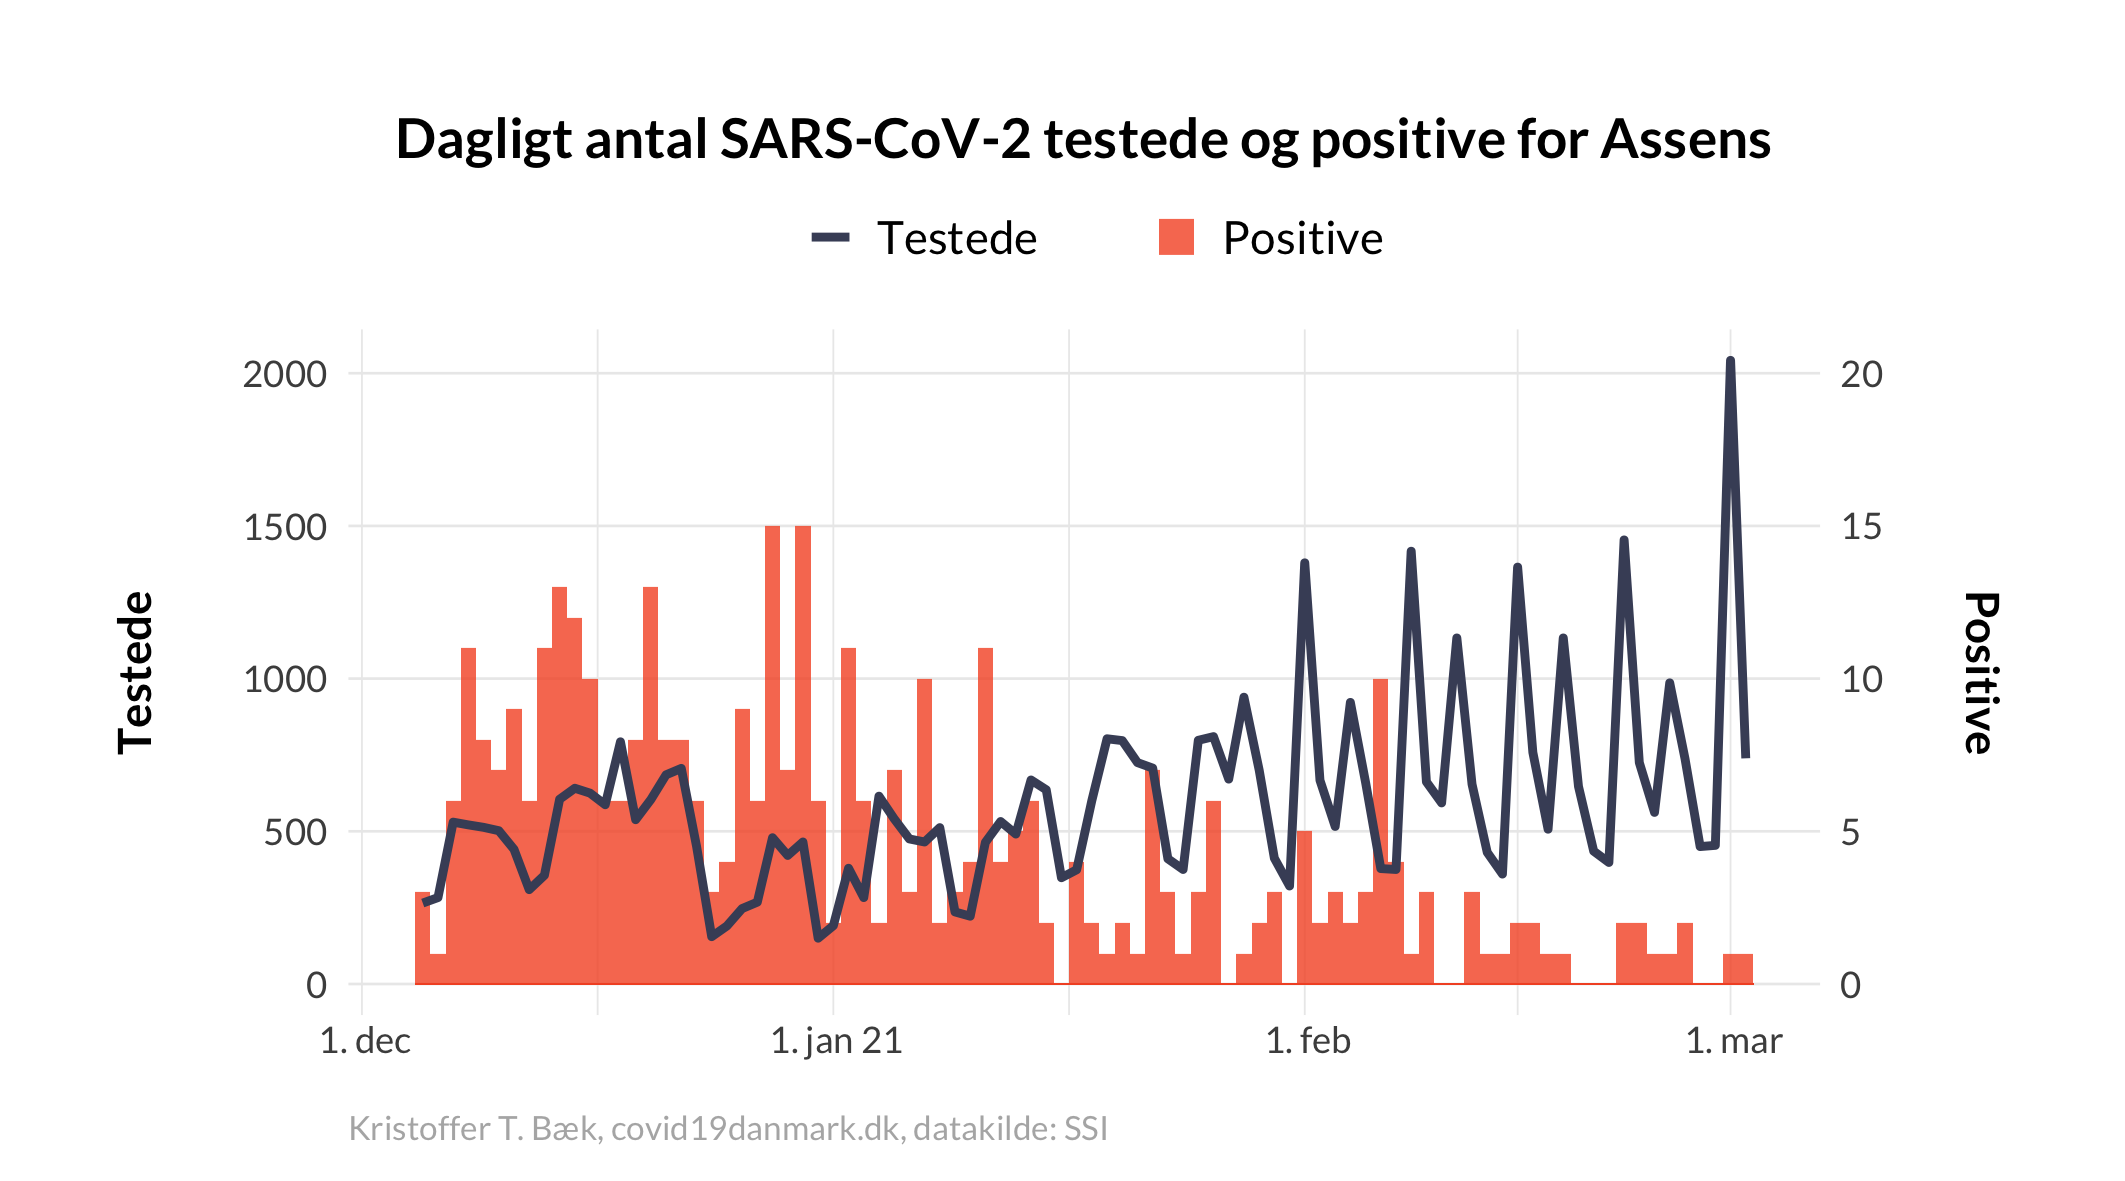 Dagligt antal SARS-CoV-2 testede og positive for Assens
Testede Positive
2000 20
1500 15
1000 10
500 5
0 0
Testede
Positive
1. dec 1. jan 21 1. feb 1. mar
Kristoffer T. Bæk, covid19danmark.dk, datakilde: SSI